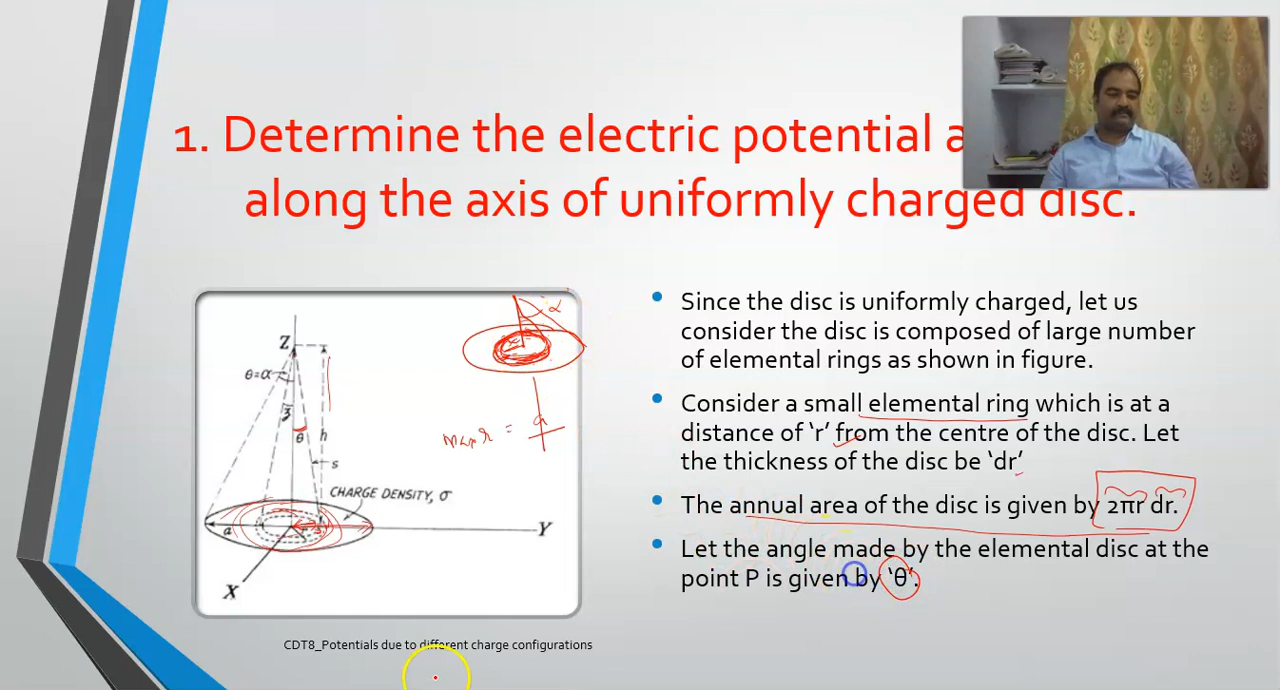 1. Determine the electric potential a
along the axis of uniformly charged disc.
Z
θ=α
z
θ
h
s
CHARGE DENSITY, σ
a
r
Y
X
α
max r = a
• Since the disc is uniformly charged, let us
consider the disc is composed of large number
of elemental rings as shown in figure.
• Consider a small elemental ring which is at a
distance of ‘r’ from the centre of the disc. Let
the thickness of the disc be ‘dr’
• The annual area of the disc is given by 2πr dr.
• Let the angle made by the elemental disc at the
point P is given by ‘θ’.
CDT8_Potentials due to different charge configurations